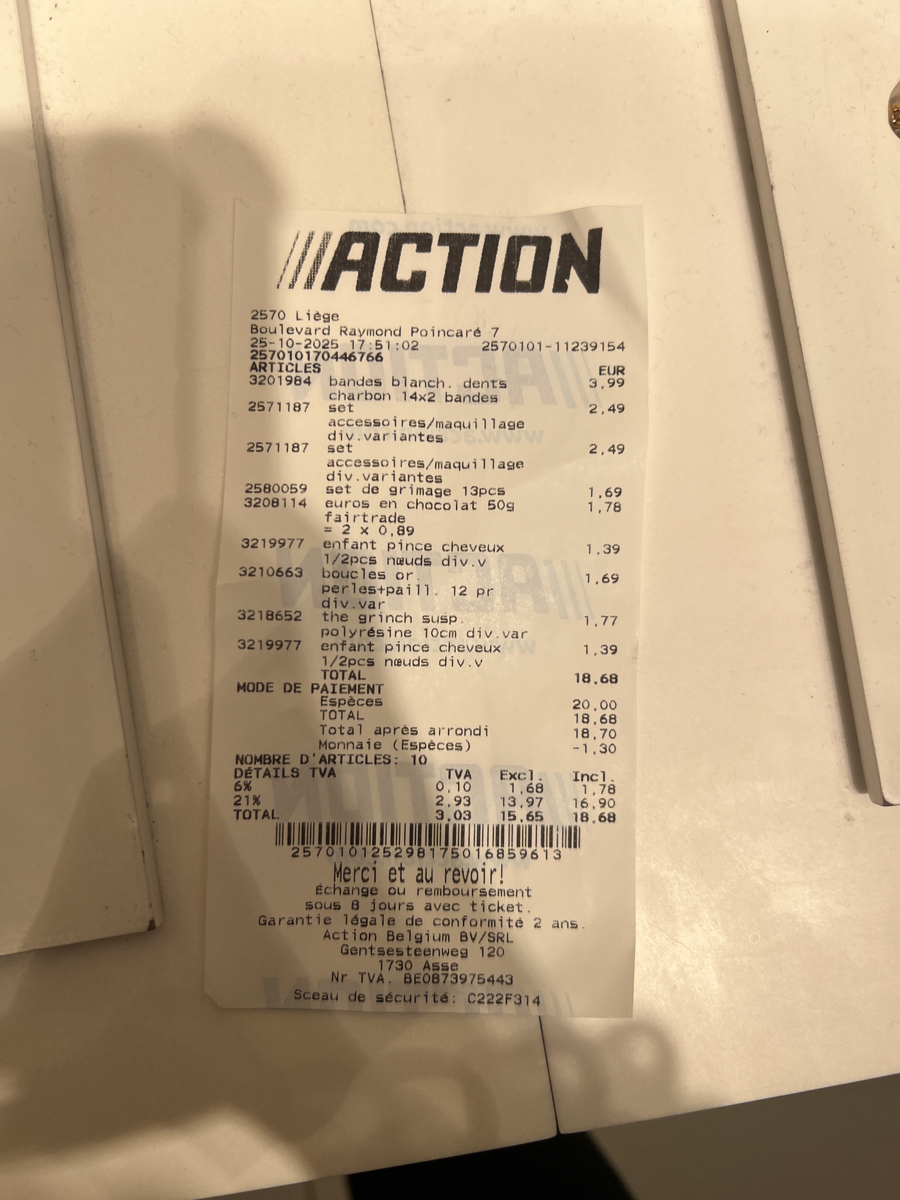 ACTION
2570 Liège
Boulevard Raymond Poincaré 7
25-10-2025 17:51:02 2570101-11239154
257010170446766
ARTICLES EUR
3201984 bandes blanch. dents 3,99
charbon 14x2 bandes
2571187 set 2,49
accessoires/maquillage
div.variantes
2571187 set 2,49
accessoires/maquillage
div.variantes
2580059 set de grimage 13pcs 1,69
3208114 euros en chocolat 50g 1,78
fairtrade
= 2 x 0,89
3219977 enfant pince cheveux 1,39
1/2pcs nœuds div.v
3210663 boucles or. 1,69
perles+paill. 12 pr
div.var
3218652 the grinch susp. 1,77
polyrésine 10cm div.var
3219977 enfant pince cheveux 1,39
1/2pcs nœuds div.v
TOTAL 18,68
MODE DE PAIEMENT
Espèces 20,00
TOTAL 18,68
Total après arrondi 18,70
Monnaie (Espèces) -1,30
NOMBRE D'ARTICLES: 10
DÉTAILS TVA TVA Excl. Incl.
6% 0,10 1,68 1,78
21% 2,93 13,97 16,90
TOTAL 3,03 15,65 18,68
257010125298175016859613
Merci et au revoir!
Échange ou remboursement
sous 8 jours avec ticket.
Garantie légale de conformité 2 ans.
Action Belgium BV/SRL
Gentsesteenweg 120
1730 Asse
Nr TVA. BE0873975443
Sceau de sécurité: C222F314